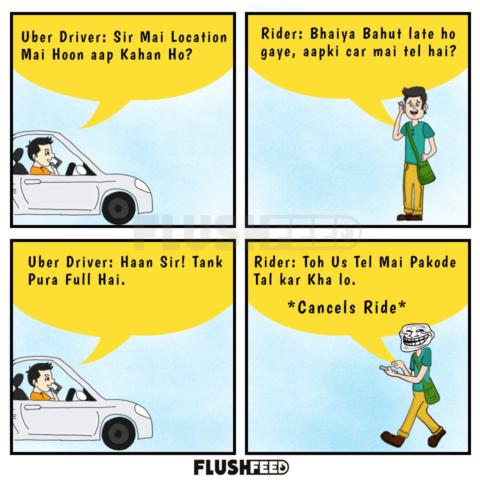 Uber Driver: Sir Mai Location
Mai Hoon aap Kahan Ho?
Rider: Bhaiya Bahut late ho
gaye, aapki car mai tel hai?
Uber Driver: Haan Sir! Tank
Pura Full Hai.
Rider: Toh Us Tel Mai Pakode
Tal kar Kha lo.
*Cancels Ride*
FLUSHFEED
FLUSHFEED